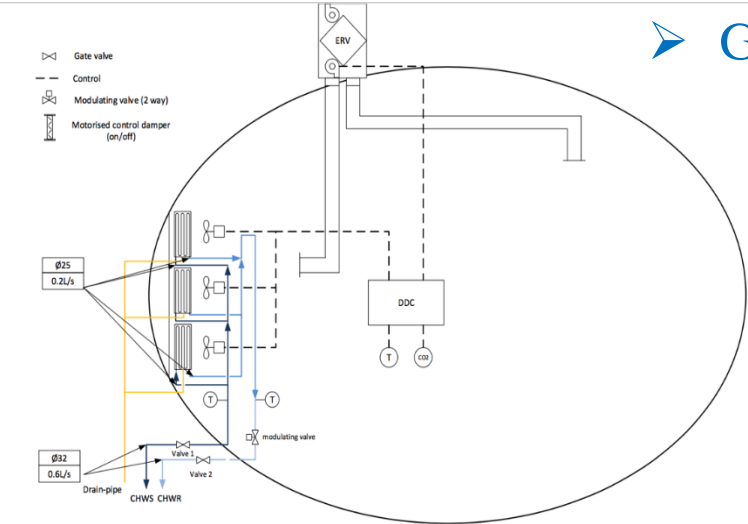 G
ERV
Gate valve
Control
Modulating valve (2 way)
Motorised control damper
(on/off)
Ø25
0.2L/s
DDC
T
CO2
T
T
modulating valve
Valve 1
Ø32
0.6L/s
Valve 2
Drain-pipe
CHWS
CHWR